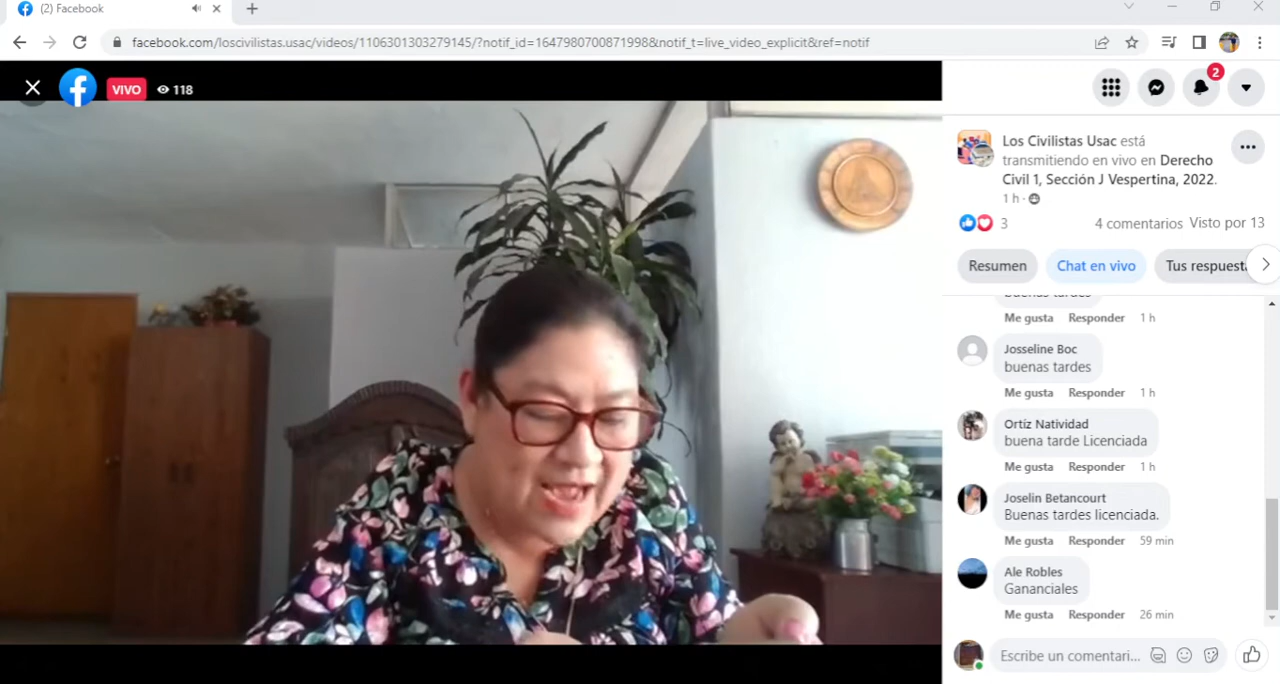 (2) Facebook
facebook.com/loscivilistas.usac/videos/1106301303279145/?notif_id=1647980700871998&notif_t=live_video_explicit&ref=notif
VIVO
118
2
Los Civilistas Usac está
transmitiendo en vivo en Derecho
Civil 1, Sección J Vespertina, 2022.
1 h ·
3
4 comentarios Visto por 13
Resumen
Chat en vivo
Tus respuesta
buenas tardes
Me gusta Responder 1 h
Josseline Boc
buenas tardes
Me gusta Responder 1 h
Ortíz Natividad
buena tarde Licenciada
Me gusta Responder 1 h
Joselin Betancourt
Buenas tardes licenciada.
Me gusta Responder 59 min
Ale Robles
Gananciales
Me gusta Responder 26 min
Escribe un comentari...